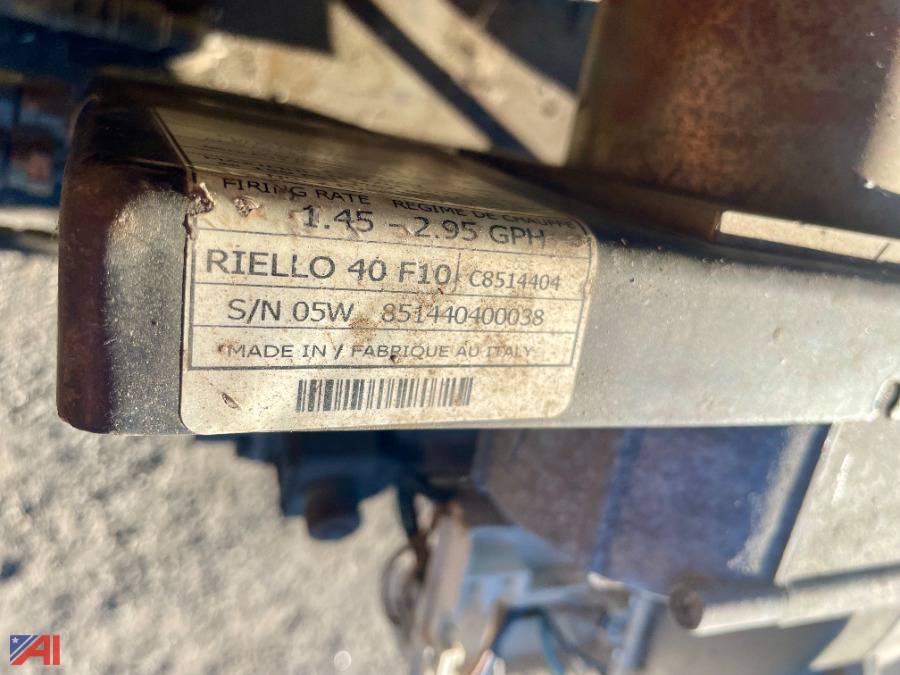 FIRING RATE REGIME DE CHAUFFE
1.45 - 2.95 GPH
RIELLO 40 F10 C8514404
S/N 05W 851440400038
MADE IN / FABRIQUE AU ITALY
AI